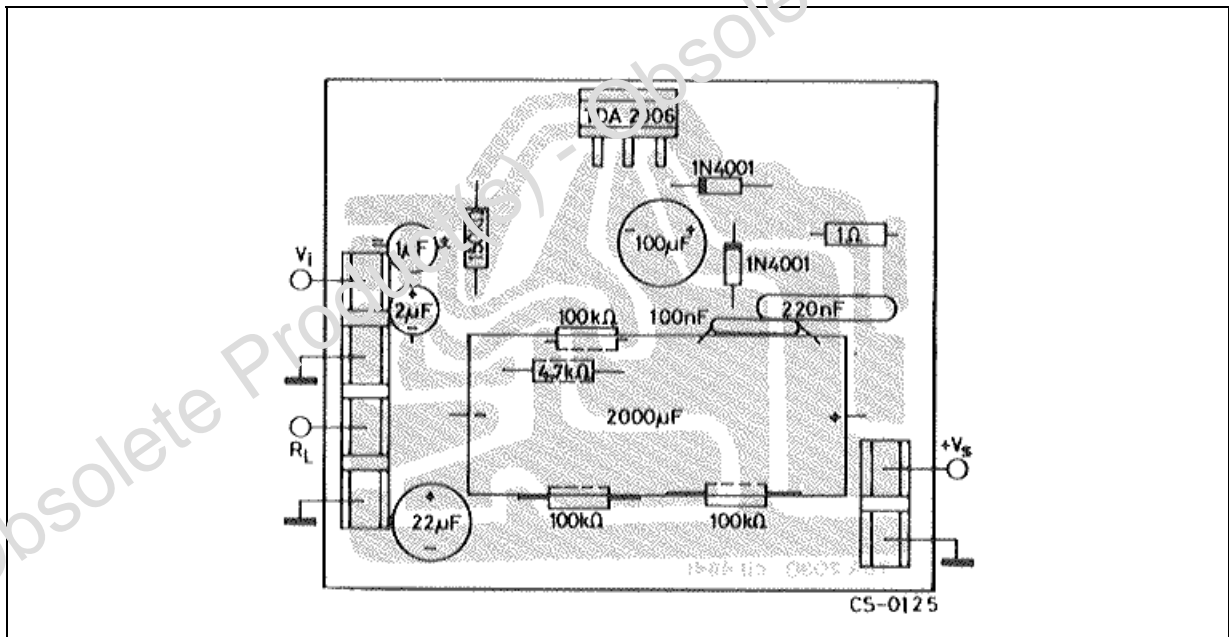 Obsolete Product(s) - Obsole
TDA 2006
1N4001
1Ω
Vi
1µF
100µF
1N4001
2µF
100kΩ
100nF
220nF
4,7kΩ
2000µF
RL
+Vs
22µF
100kΩ
100kΩ
CS-0125